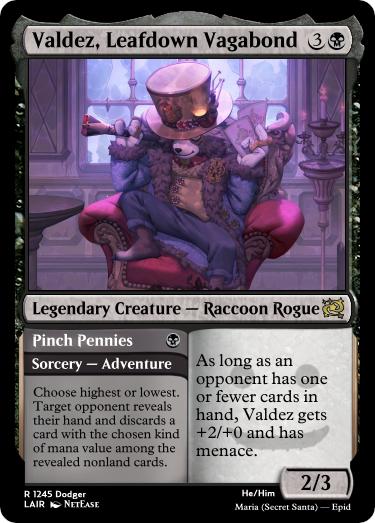 Valdez, Leafdown Vagabond 3
Legendary Creature — Raccoon Rogue
Pinch Pennies
Sorcery — Adventure
Choose highest or lowest.
Target opponent reveals
their hand and discards a
card with the chosen kind
of mana value among the
revealed nonland cards.
As long as an
opponent has one
or fewer cards in
hand, Valdez gets
+2/+0 and has
menace.
2/3
R 1245 Dodger
LAIR NetEase
He/Him
Maria (Secret Santa) — Epid